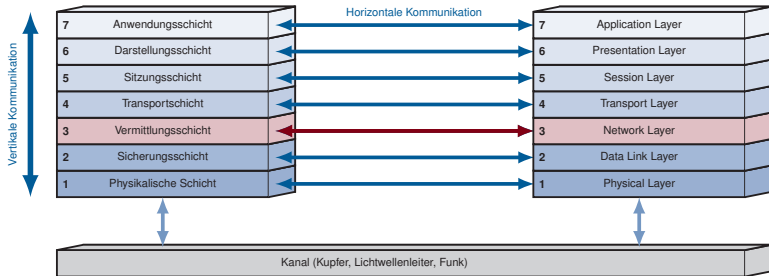 Horizontale Kommunikation
Vertikale Kommunikation
7 Anwendungsschicht 7 Application Layer
6 Darstellungsschicht 6 Presentation Layer
5 Sitzungsschicht 5 Session Layer
4 Transportschicht 4 Transport Layer
3 Vermittlungsschicht 3 Network Layer
2 Sicherungsschicht 2 Data Link Layer
1 Physikalische Schicht 1 Physical Layer
Kanal (Kupfer, Lichtwellenleiter, Funk)